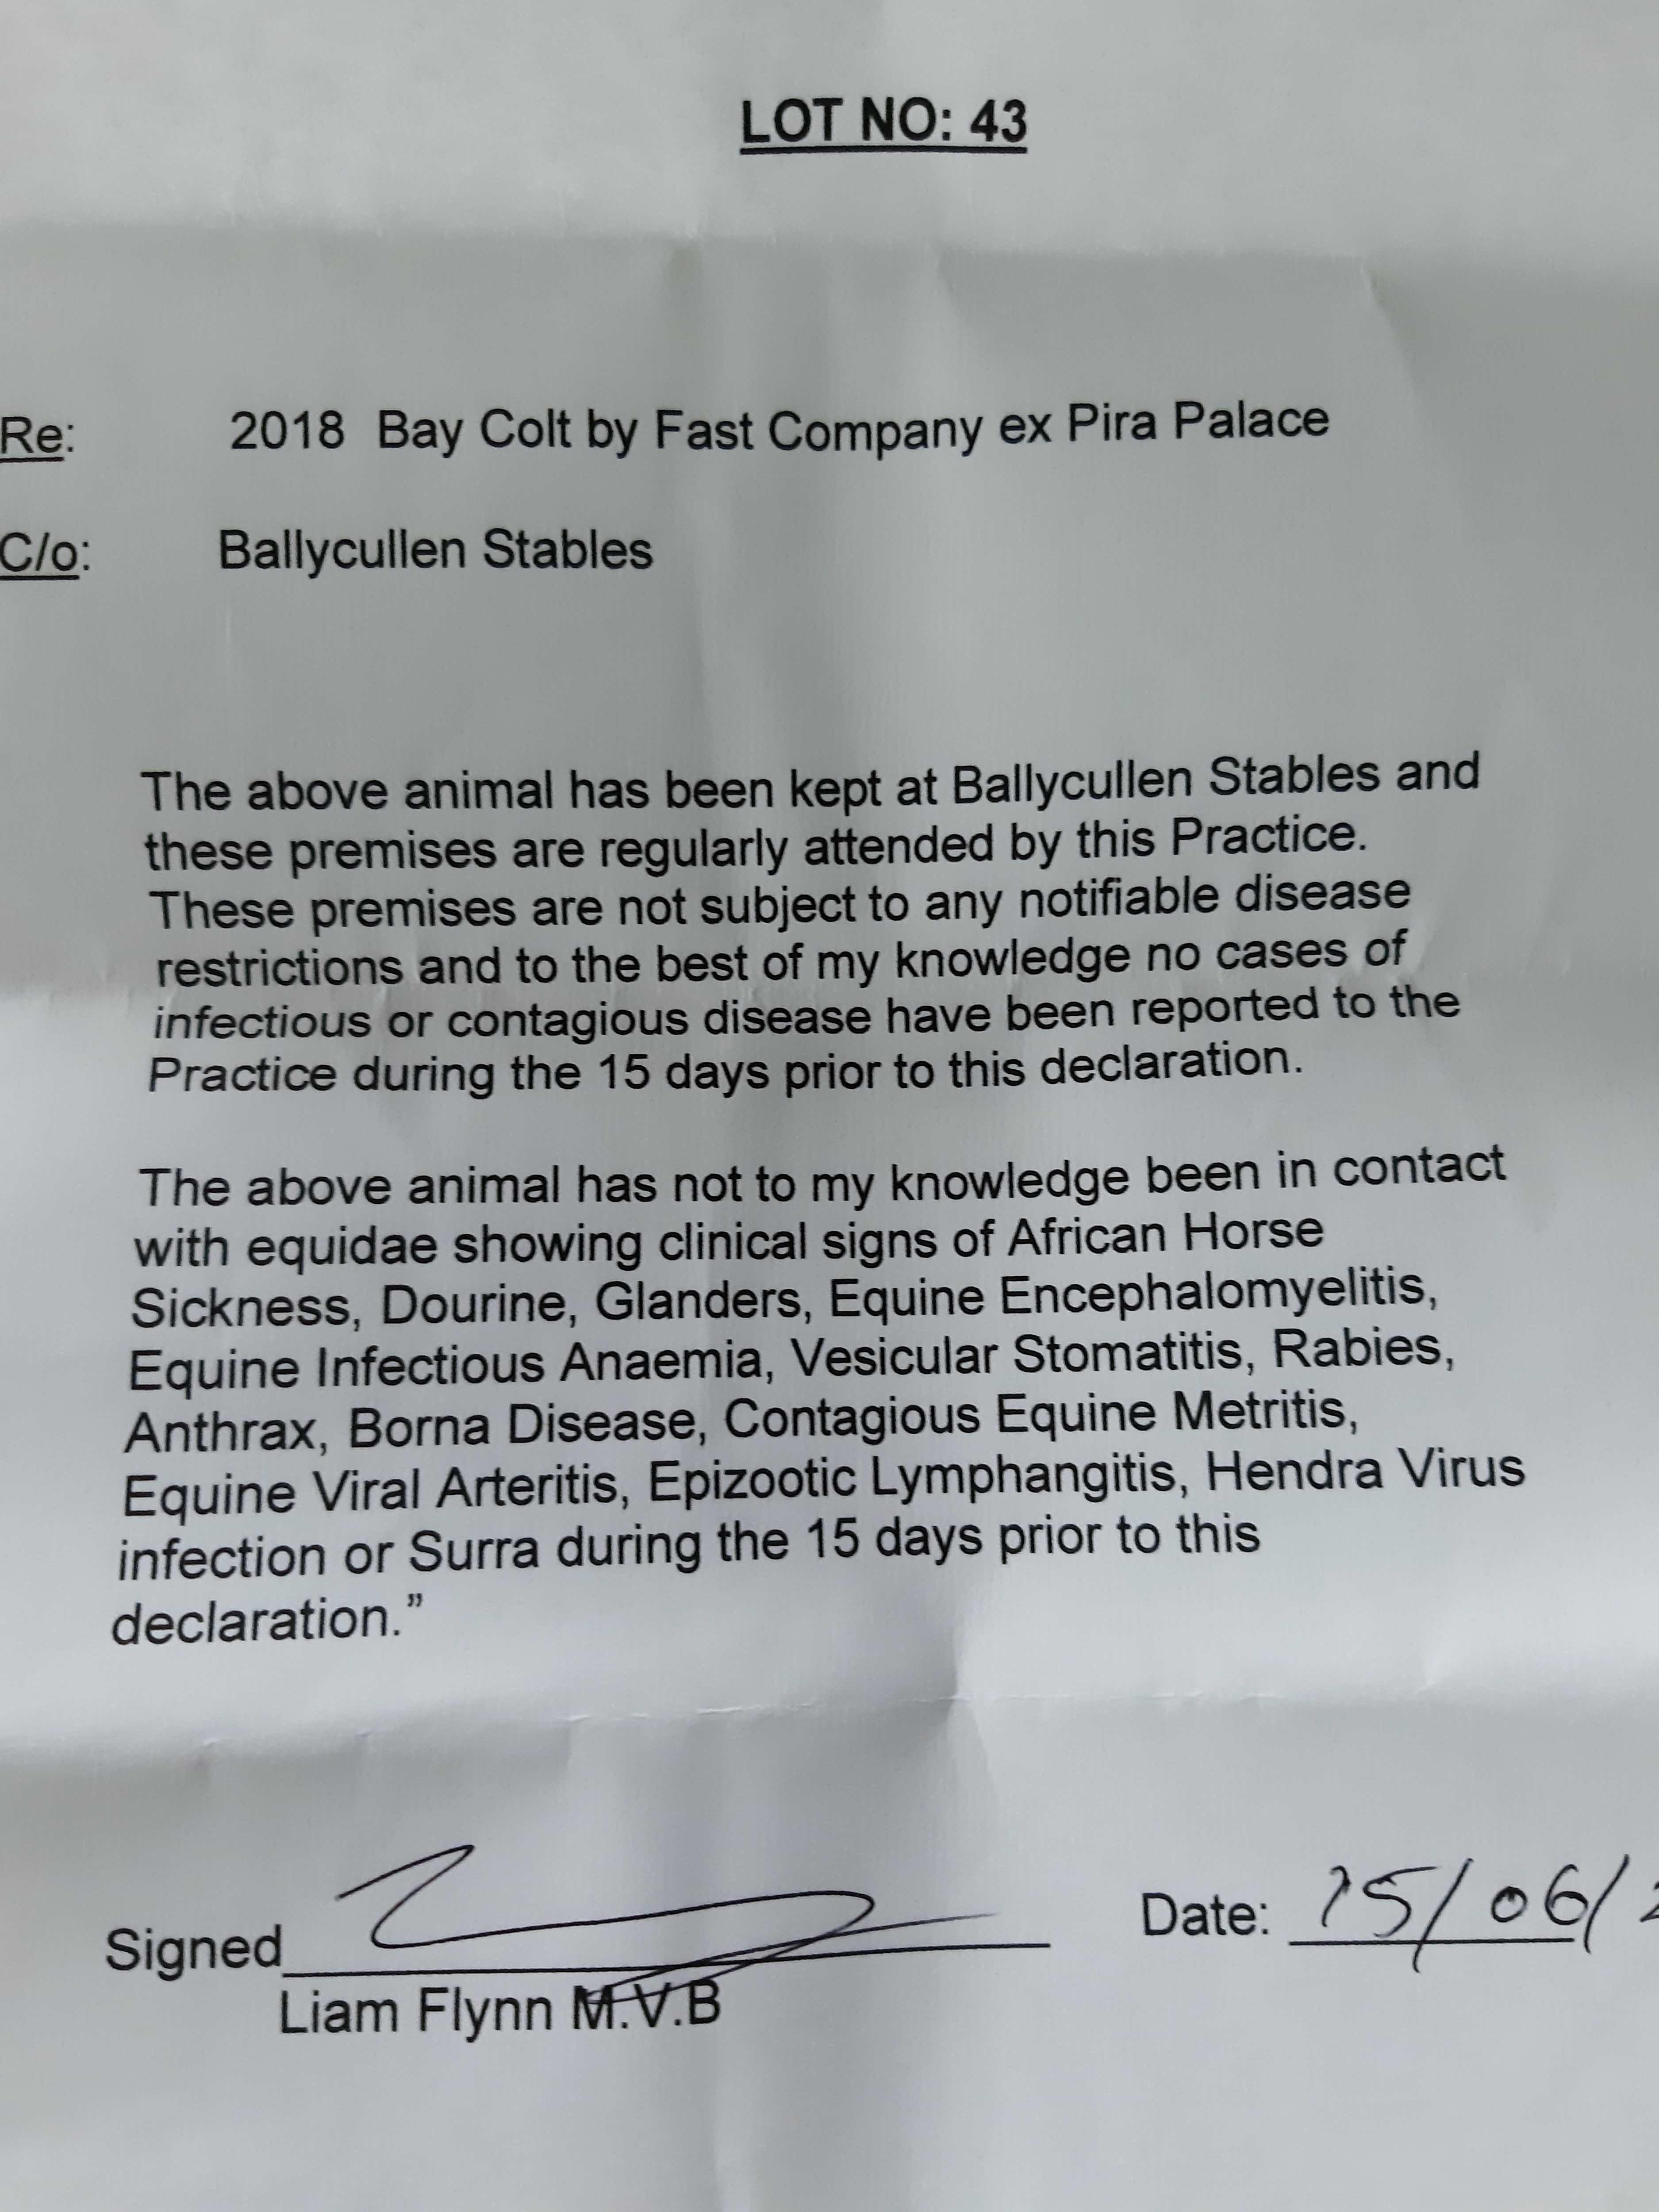 LOT NO: 43
Re: 2018 Bay Colt by Fast Company ex Pira Palace
C/o: Ballycullen Stables
The above animal has been kept at Ballycullen Stables and
these premises are regularly attended by this Practice.
These premises are not subject to any notifiable disease
restrictions and to the best of my knowledge no cases of
infectious or contagious disease have been reported to the
Practice during the 15 days prior to this declaration.
The above animal has not to my knowledge been in contact
with equidae showing clinical signs of African Horse
Sickness, Dourine, Glanders, Equine Encephalomyelitis,
Equine Infectious Anaemia, Vesicular Stomatitis, Rabies,
Anthrax, Borna Disease, Contagious Equine Metritis,
Equine Viral Arteritis, Epizootic Lymphangitis, Hendra Virus
infection or Surra during the 15 days prior to this
declaration.”
Signed Date: 15/06/
Liam Flynn M.V.B